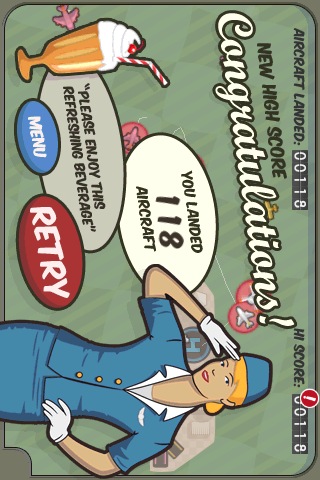 AIRCRAFT LANDED: 00118
HI SCORE: 00118
!
NEW HIGH SCORE
Congratulations!
YOU LANDED
118
AIRCRAFT
"PLEASE ENJOY THIS
REFRESHING BEVERAGE"
MENU
RETRY
H